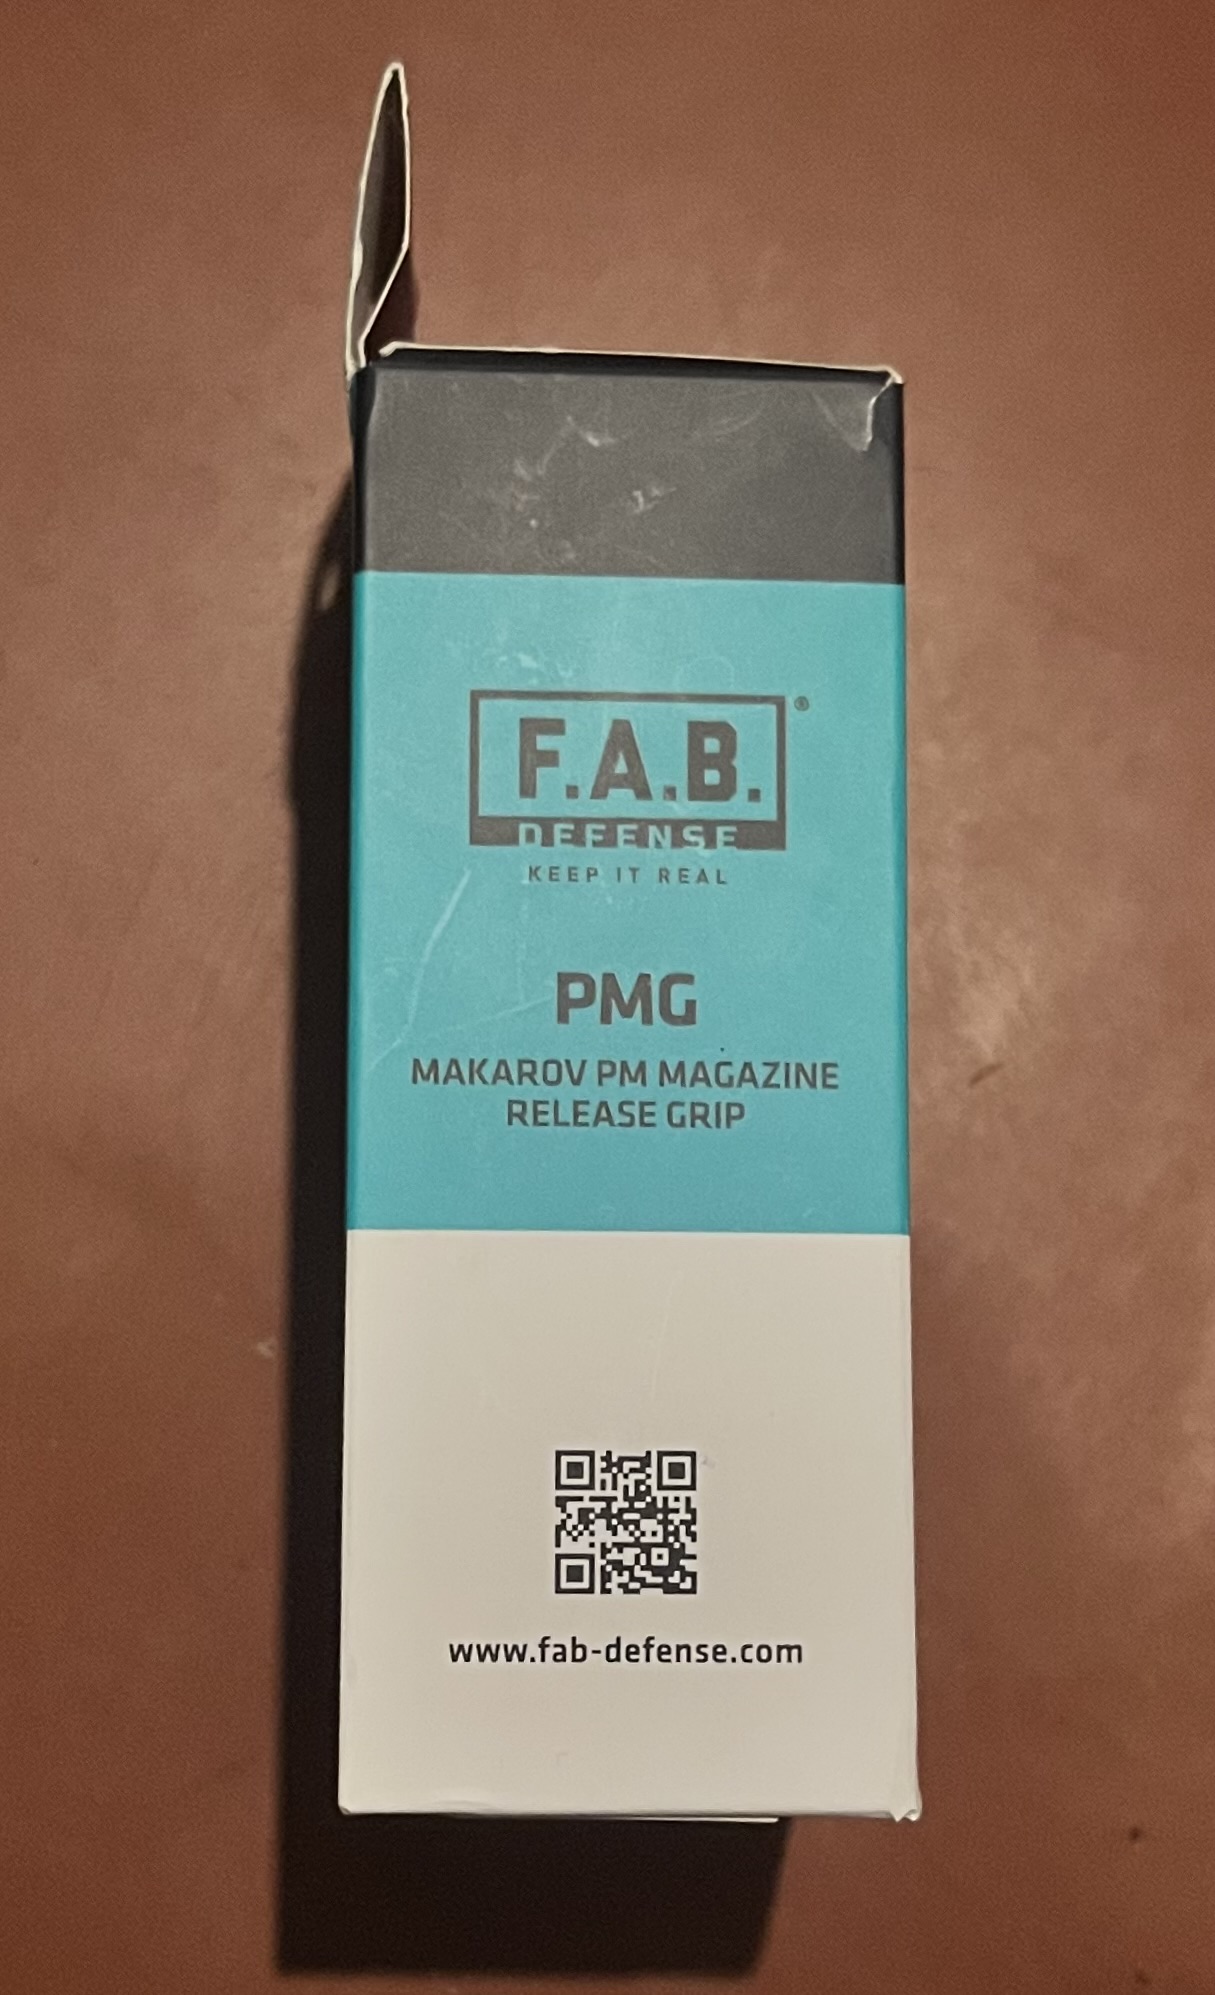 F.A.B.®
DEFENSE
KEEP IT REAL
PMG
MAKAROV PM MAGAZINE
RELEASE GRIP
www.fab-defense.com